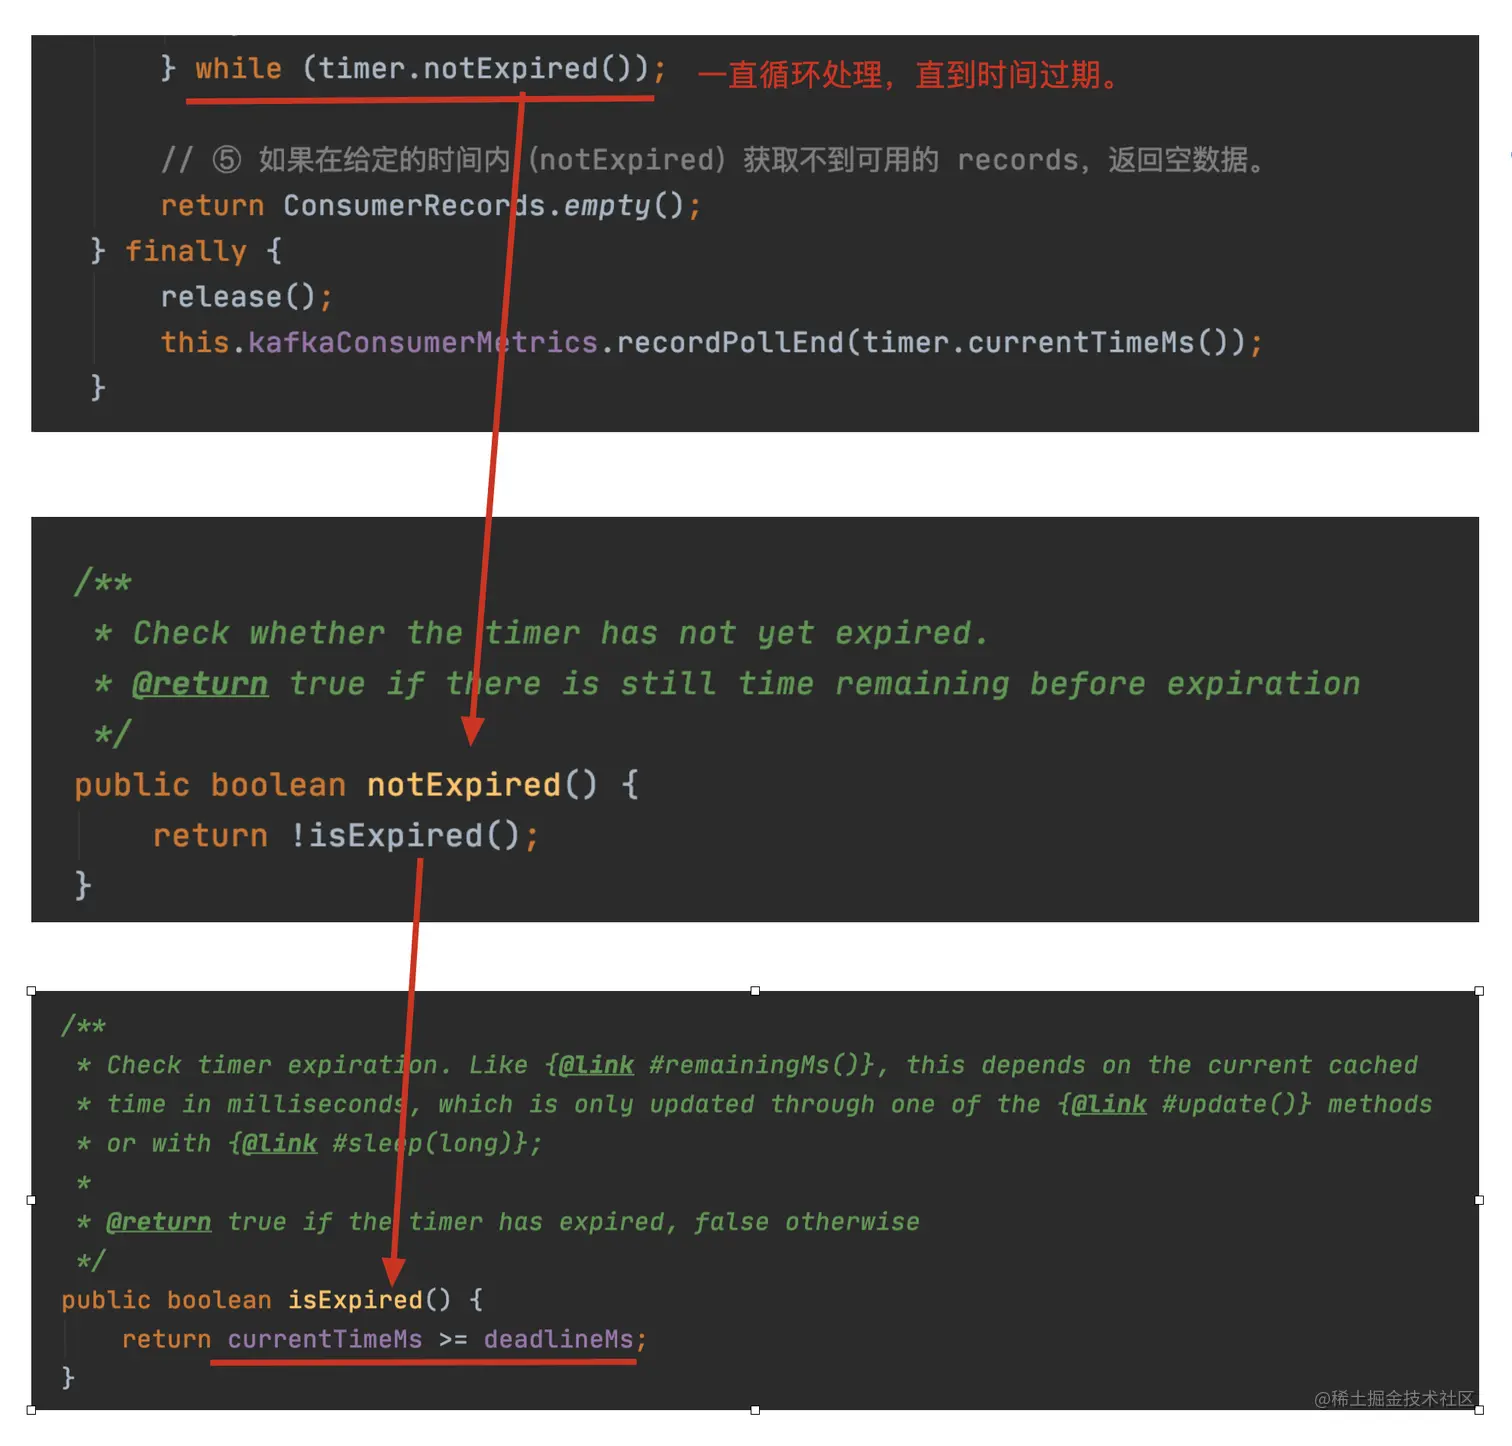 } while (timer.notExpired()); 一直循环处理，直到时间过期。
// ⑤ 如果在给定的时间内（notExpired）获取不到可用的 records，返回空数据。
return ConsumerRecords.empty();
} finally {
release();
this.kafkaConsumerMetrics.recordPollEnd(timer.currentTimeMs());
}
/**
* Check whether the timer has not yet expired.
* @return true if there is still time remaining before expiration
*/
public boolean notExpired() {
return !isExpired();
}
/**
* Check timer expiration. Like {@link #remainingMs()}, this depends on the current cached
* time in milliseconds, which is only updated through one of the {@link #update()} methods
* or with {@link #sleep(long)};
*
* @return true if the timer has expired, false otherwise
*/
public boolean isExpired() {
return currentTimeMs >= deadlineMs;
}
@稀土掘金技术社区